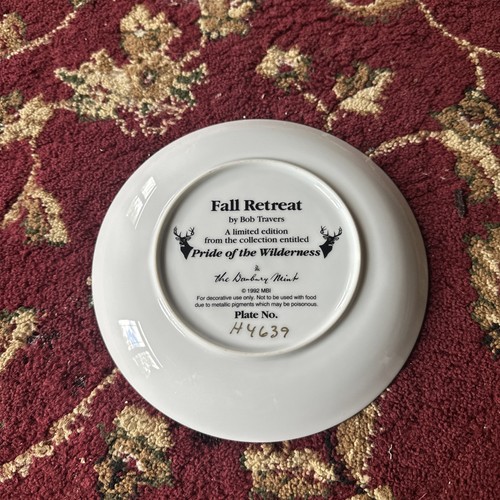 Fall Retreat
by Bob Travers
A limited edition
from the collection entitled
Pride of the Wilderness
&
the Danbury Mint
© 1992 MBI
For decorative use only. Not to be used with food
due to metallic pigments which may be poisonous.
Plate No.
H4639